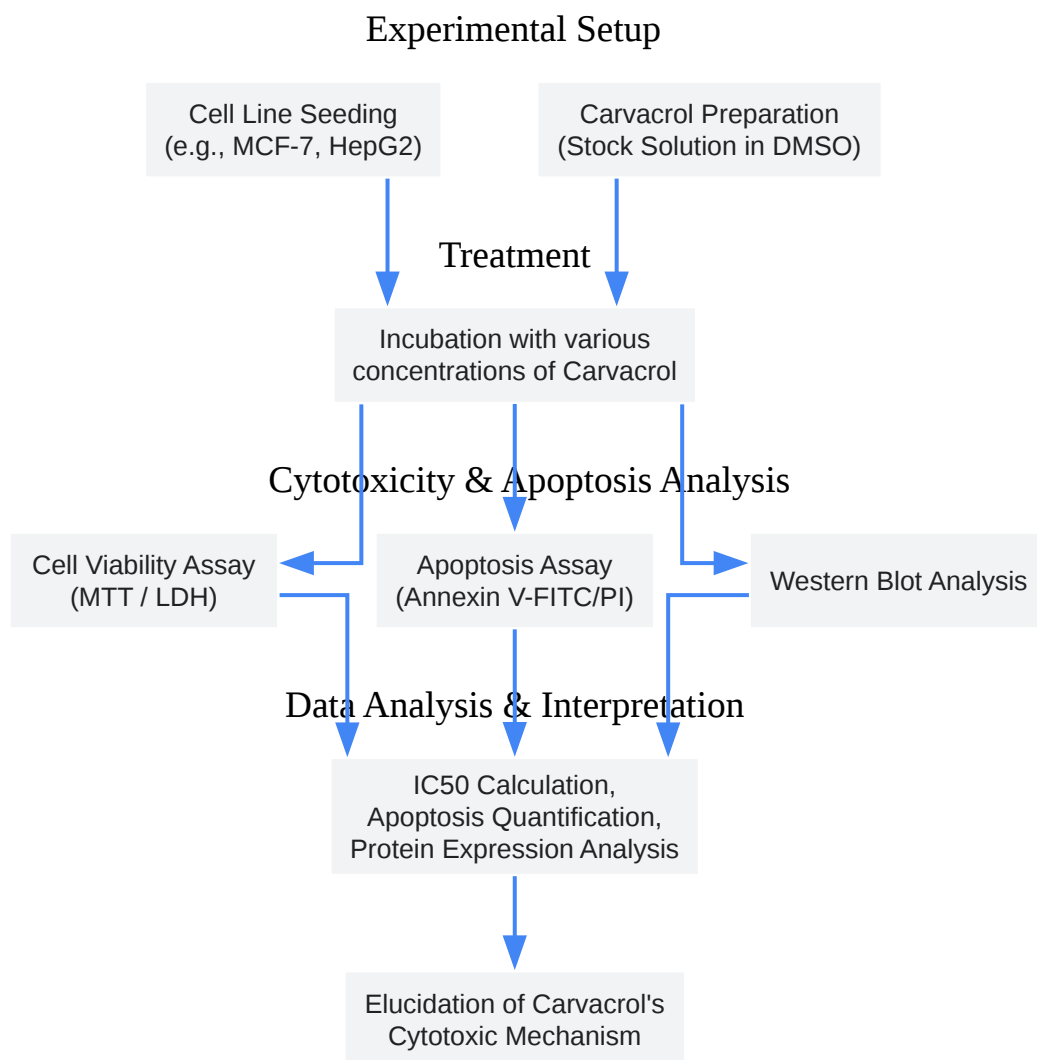 Experimental Setup
Cell Line Seeding
(e.g., MCF-7, HepG2)
Carvacrol Preparation
(Stock Solution in DMSO)
Treatment
Incubation with various
concentrations of Carvacrol
Cytotoxicity & Apoptosis Analysis
Cell Viability Assay
(MTT / LDH)
Apoptosis Assay
(Annexin V-FITC/PI)
Western Blot Analysis
Data Analysis & Interpretation
IC50 Calculation,
Apoptosis Quantification,
Protein Expression Analysis
Elucidation of Carvacrol's
Cytotoxic Mechanism